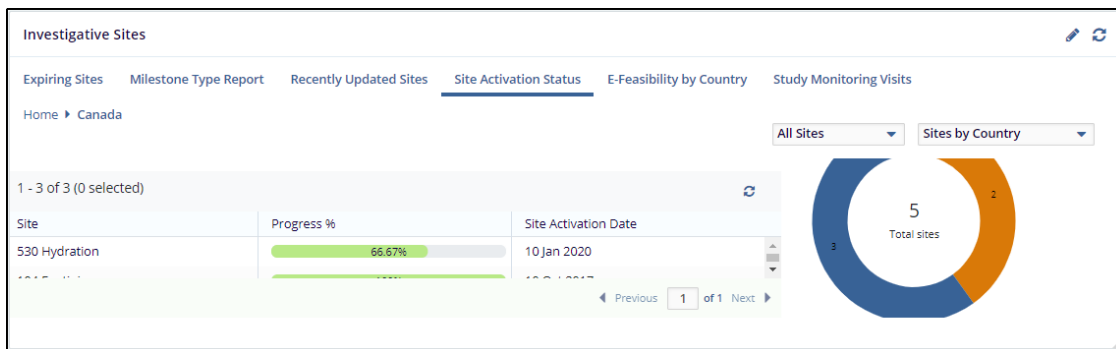 Investigative Sites
Expiring Sites Milestone Type Report Recently Updated Sites Site Activation Status E-Feasibility by Country Study Monitoring Visits
Home Canada
All Sites Sites by Country
1 - 3 of 3 (0 selected)
Site Progress % Site Activation Date
530 Hydration 66.67% 10 Jan 2020
Previous 1 of 1 Next
2
5
Total sites
3